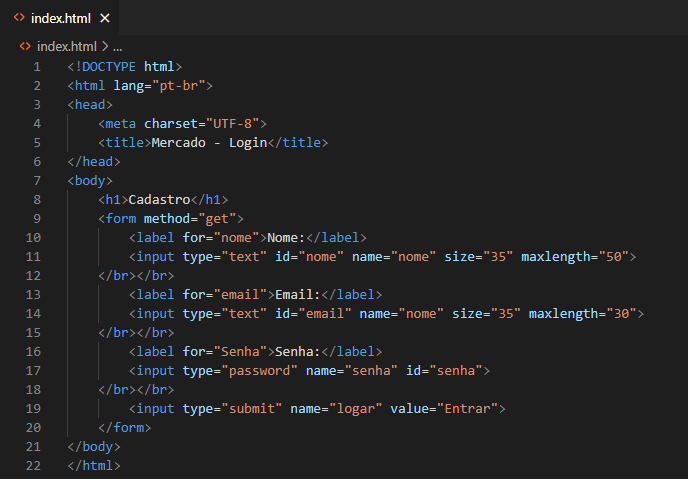 index.html
index.html > ...
1 <!DOCTYPE html>
2 <html lang="pt-br">
3 <head>
4 <meta charset="UTF-8">
5 <title>Mercado - Login</title>
6 </head>
7 <body>
8 <h1>Cadastro</h1>
9 <form method="get">
10 <label for="nome">Nome:</label>
11 <input type="text" id="nome" name="nome" size="35" maxlength="50">
12 </br></br>
13 <label for="email">Email:</label>
14 <input type="text" id="email" name="nome" size="35" maxlength="30">
15 </br></br>
16 <label for="Senha">Senha:</label>
17 <input type="password" name="senha" id="senha">
18 </br></br>
19 <input type="submit" name="logar" value="Entrar">
20 </form>
21 </body>
22 </html>